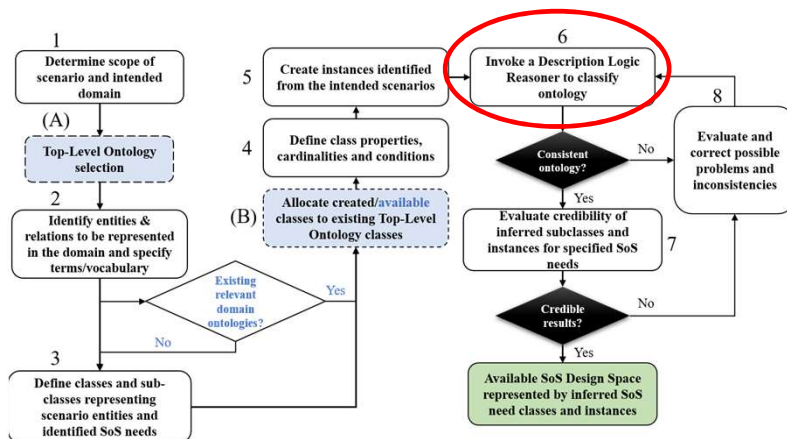 1
Determine scope of
scenario and intended
domain
(A)
Top-Level Ontology
selection
2
Identify entities &
relations to be represented
in the domain and specify
terms/vocabulary
Existing
relevant
domain
ontologies?
Yes
No
3
Define classes and sub-
classes representing
scenario entities and
identified SoS needs
(B)
Allocate created/available
classes to existing Top-Level
Ontology classes
4
Define class properties,
cardinalities and conditions
5
Create instances identified
from the intended scenarios
6
Invoke a Description Logic
Reasoner to classify
ontology
Consistent
ontology?
No
Yes
8
Evaluate and
correct possible
problems and
inconsistencies
Evaluate credibility of
inferred subclasses and
instances for specified SoS
needs
7
Credible
results?
No
Yes
Available SoS Design Space
represented by inferred SoS
need classes and instances